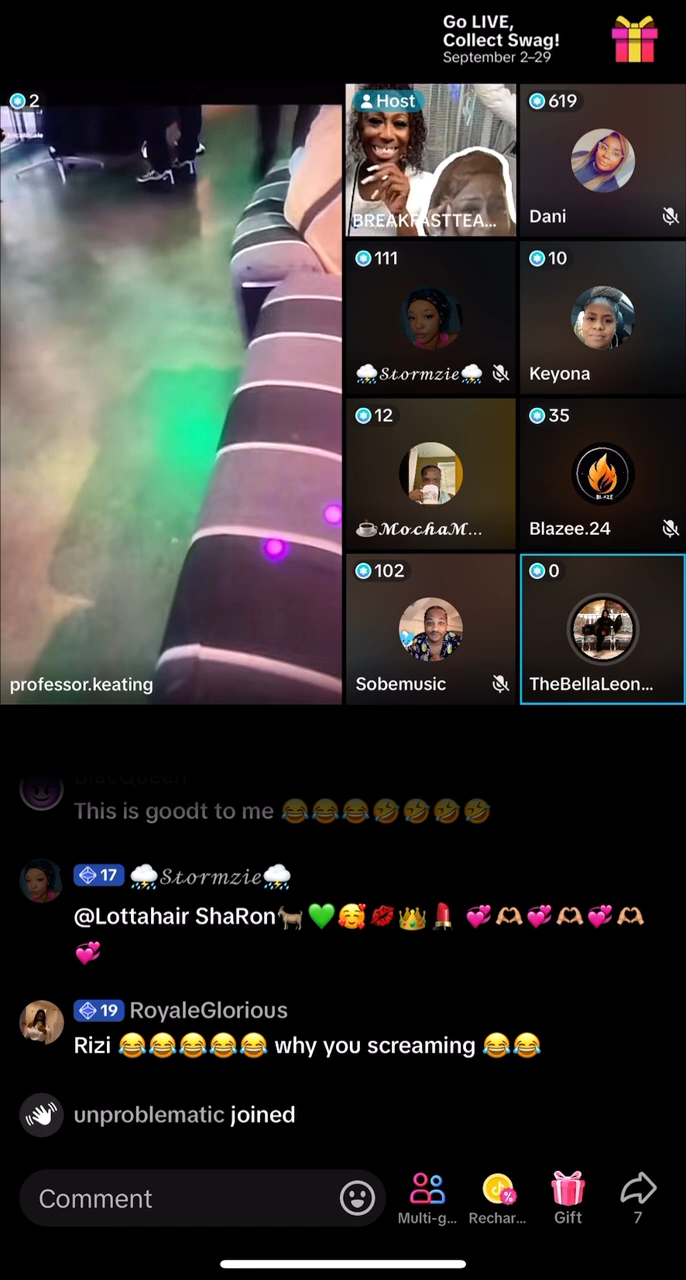 Go LIVE,
Collect Swag!
September 2–29
2
Host
BREAKFASTTEA...
619
Dani
111
🌧️𝓢𝓽𝓸𝓻𝓶𝔃𝓲𝓮🌧️
10
Keyona
12
☕𝓜𝓸𝓬𝓱𝓪𝓜...
35
BLAZE
Blazee.24
102
Sobemusic
0
TheBellaLeon...
professor.keating
BlacQueen
This is goodt to me 😂😂😂🤣🤣🤣🤣
17 🌧️𝓢𝓽𝓸𝓻𝓶𝔃𝓲𝓮🌧️
@Lottahair ShaRon🐐💚🥰💋👑💄 💞🫶🏼💞🫶🏼💞🫶🏼
💞
19 RoyaleGlorious
Rizi 😂😂😂😂😂 why you screaming 😂😂
unproblematic joined
Comment
Multi-g...
Rechar...
Gift
7